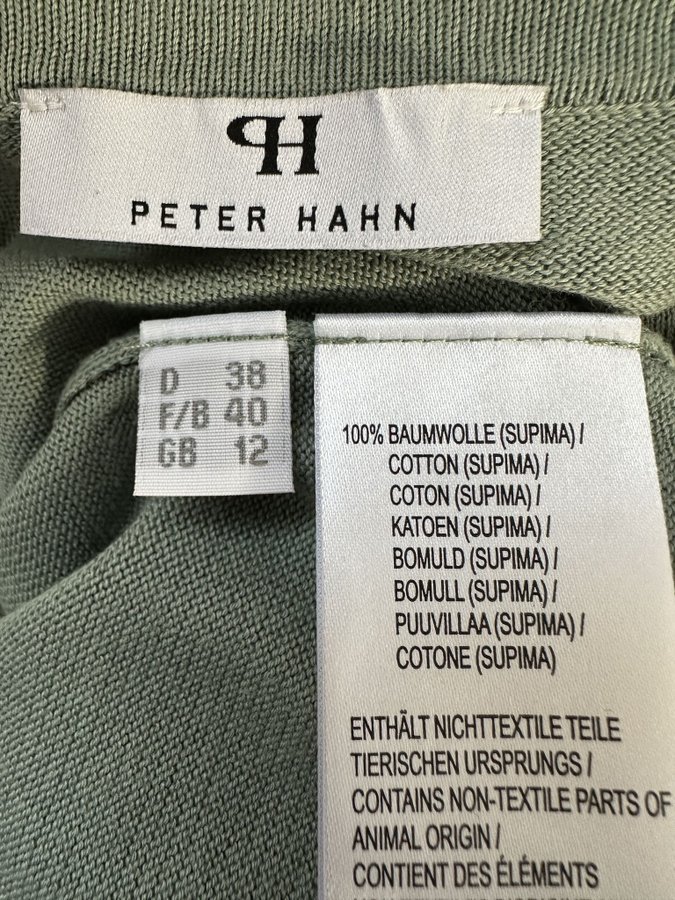 PH
PETER HAHN
D 38
F/B 40
GB 12
100% BAUMWOLLE (SUPIMA) /
COTTON (SUPIMA) /
COTON (SUPIMA) /
KATOEN (SUPIMA) /
BOMULD (SUPIMA) /
BOMULL (SUPIMA) /
PUUVILLAA (SUPIMA) /
COTONE (SUPIMA)
ENTHÄLT NICHTTEXTILE TEILE
TIERISCHEN URSPRUNGS /
CONTAINS NON-TEXTILE PARTS OF
ANIMAL ORIGIN /
CONTIENT DES ÉLÉMENTS